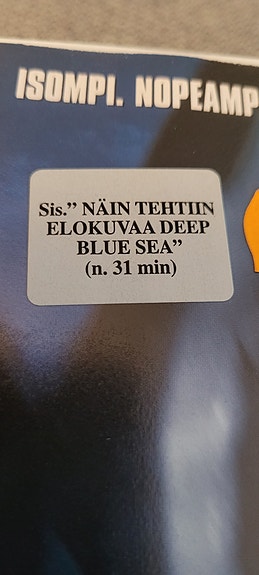 ISOMPI. NOPEAMP
Sis.” NÄIN TEHTIIN
ELOKUVAA DEEP
BLUE SEA”
(n. 31 min)